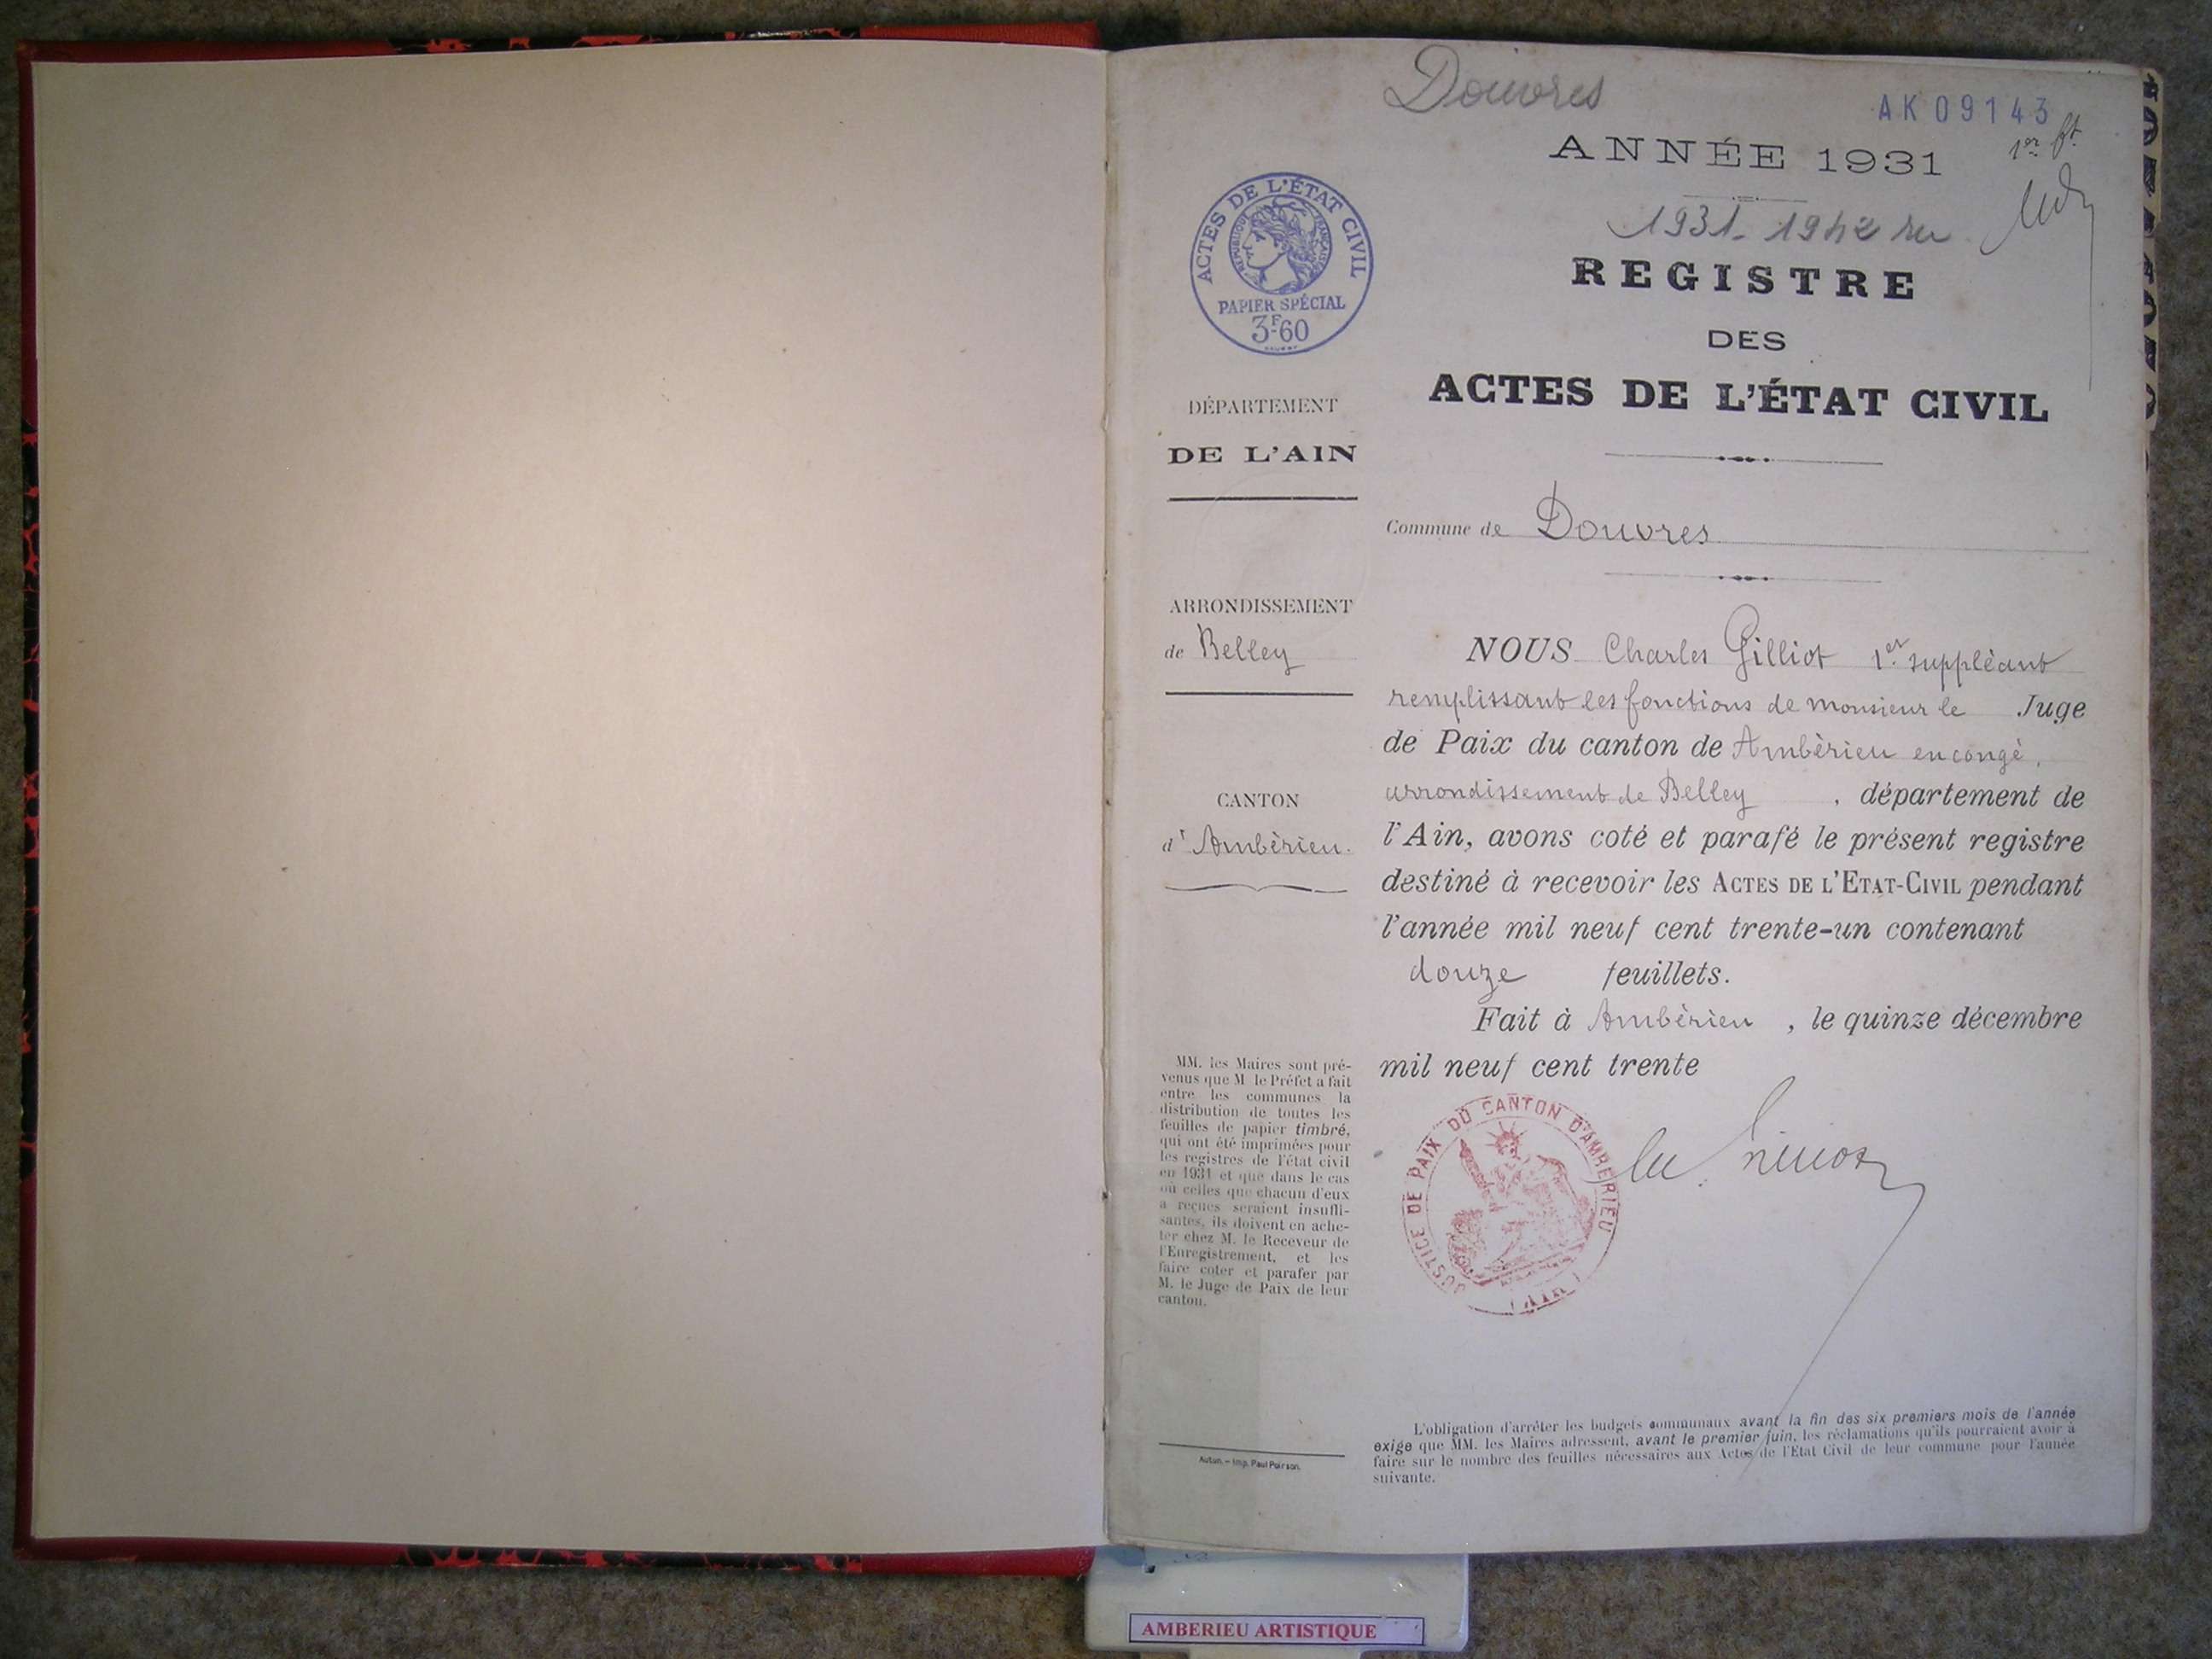 Douvres
AK 09143
1er ft.
ANNÉE 1931
1931-1942
ACTES DE L'ÉTAT CIVIL
RÉPUBLIQUE FRANÇAISE
PAPIER SPÉCIAL
3F60
REGISTRE
DES
ACTES DE L'ÉTAT CIVIL
DÉPARTEMENT
DE L'AIN
Commune de Douvres
ARRONDISSEMENT
de Belley
CANTON
d'Ambèrieu.
NOUS Charles Gilliot 1er suppléant
remplissant les fonctions de monsieur le Juge
de Paix du canton de Ambèrieu en congé,
arrondissement de Belley, département de
l'Ain, avons coté et parafé le présent registre
destiné à recevoir les ACTES DE L'ETAT-CIVIL pendant
l'année mil neuf cent trente-un contenant
douze feuillets.
Fait à Ambèrieu, le quinze décembre
mil neuf cent trente
MM. les Maires sont pré-
venus que M le Préfet a fait
entre les communes la
distribution de toutes les
feuilles de papier timbré,
qui ont été imprimées pour
les registres de l'état civil
en 1931 et que dans le cas
où celles que chacun d'eux
a reçues seraient insuffi-
santes, ils doivent en ache-
ter chez M. le Receveur de
l'Enregistrement, et les
faire coter et parafer par
M. le Juge de Paix de leur
canton.
JUSTICE DE PAIX DU CANTON D'AMBERIEU
(AIN)
L'obligation d'arrêter les budgets communaux avant la fin des six premiers mois de l'année
exige que MM. les Maires adressent, avant le premier juin, les réclamations qu'ils pourraient avoir à
faire sur le nombre des feuilles nécessaires aux Actes de l'Etat Civil de leur commune pour l'année
suivante.
Autun. – Imp. Paul Poirson.
AMBERIEU ARTISTIQUE